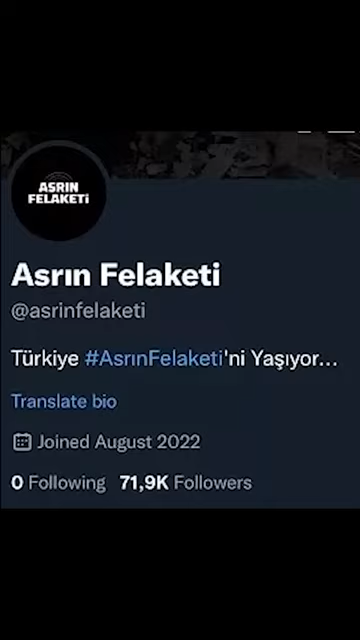 ASRIN
FELAKETİ
Asrın Felaketi
@asrinfelaketi
Türkiye #AsrınFelaketi'ni Yaşıyor...
Translate bio
Joined August 2022
0 Following 71,9K Followers